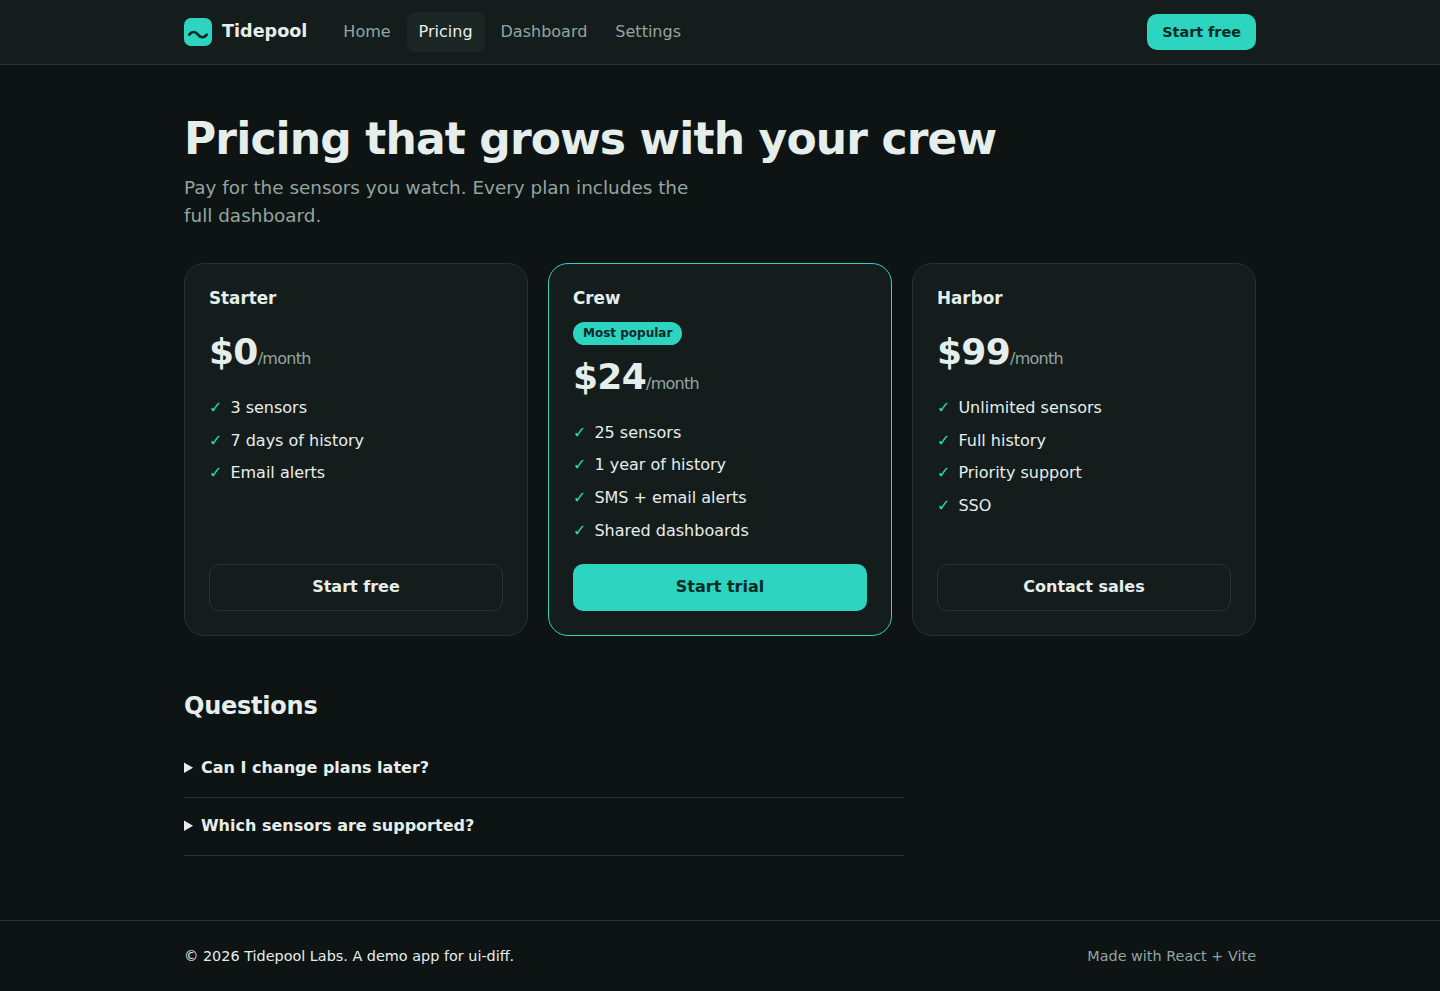 Tidepool
Home
Pricing
Dashboard
Settings
Start free
Pricing that grows with your crew
Pay for the sensors you watch. Every plan includes the
full dashboard.
Starter
$0/month
✓ 3 sensors
✓ 7 days of history
✓ Email alerts
Start free
Crew
Most popular
$24/month
✓ 25 sensors
✓ 1 year of history
✓ SMS + email alerts
✓ Shared dashboards
Start trial
Harbor
$99/month
✓ Unlimited sensors
✓ Full history
✓ Priority support
✓ SSO
Contact sales
Questions
Can I change plans later?
Which sensors are supported?
© 2026 Tidepool Labs. A demo app for ui-diff.
Made with React + Vite